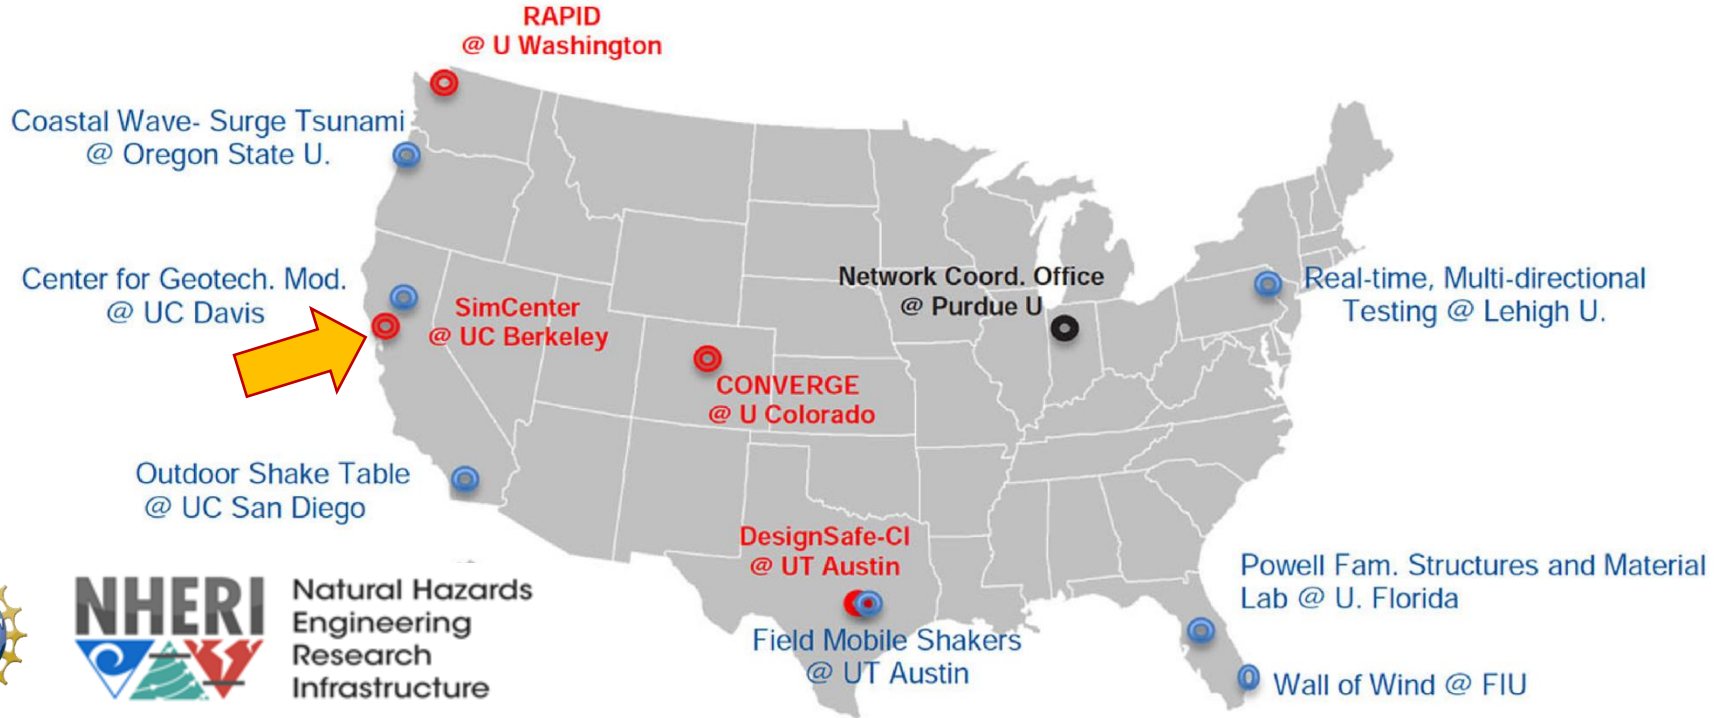 RAPID
@ U Washington
Coastal Wave- Surge Tsunami
@ Oregon State U.
Center for Geotech. Mod.
@ UC Davis
SimCenter
@ UC Berkeley
Network Coord. Office
@ Purdue U
Real-time, Multi-directional
Testing @ Lehigh U.
CONVERGE
@ U Colorado
Outdoor Shake Table
@ UC San Diego
DesignSafe-CI
@ UT Austin
Field Mobile Shakers
@ UT Austin
Powell Fam. Structures and Material
Lab @ U. Florida
Wall of Wind @ FIU
NHERI
Natural Hazards
Engineering
Research
Infrastructure